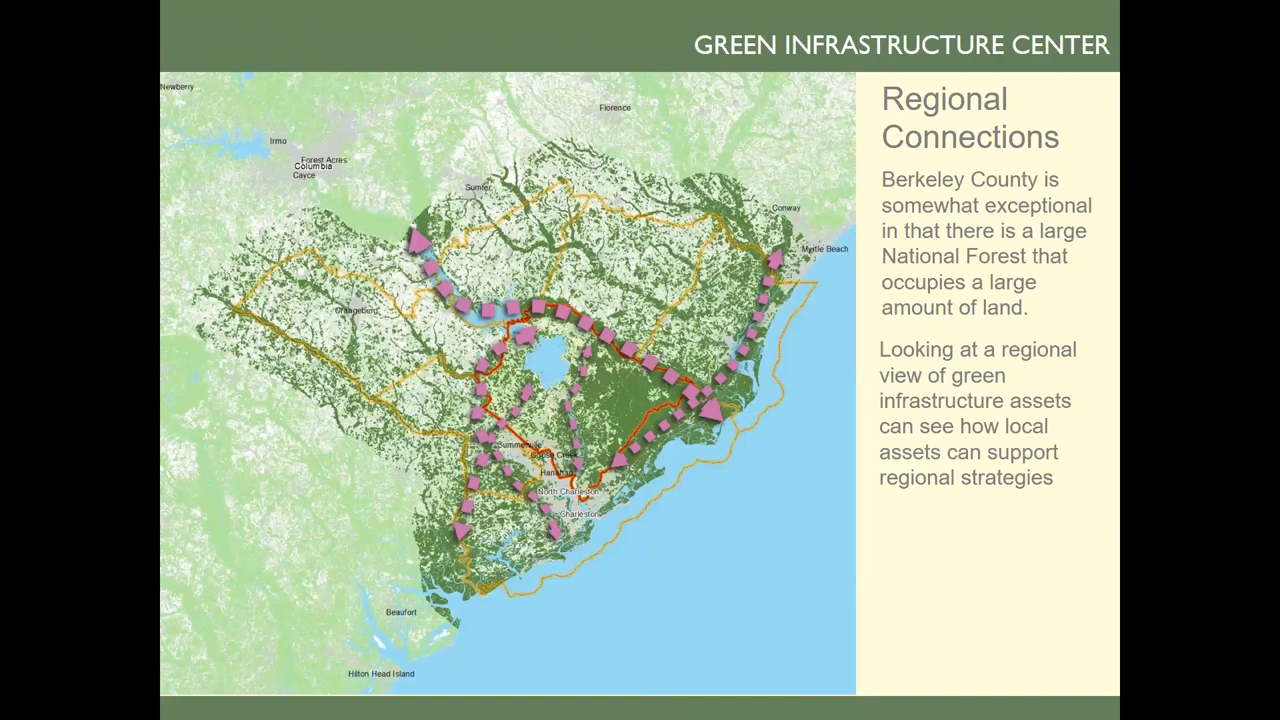 GREEN INFRASTRUCTURE CENTER
Newberry
Florence
Irmo
Forest Acres
Columbia
Cayce
Sumter
Conway
Myrtle Beach
Orangeburg
Summerville
Goose Creek
Hanahan
North Charleston
Charleston
Beaufort
Hilton Head Island
Regional
Connections
Berkeley County is
somewhat exceptional
in that there is a large
National Forest that
occupies a large
amount of land.
Looking at a regional
view of green
infrastructure assets
can see how local
assets can support
regional strategies